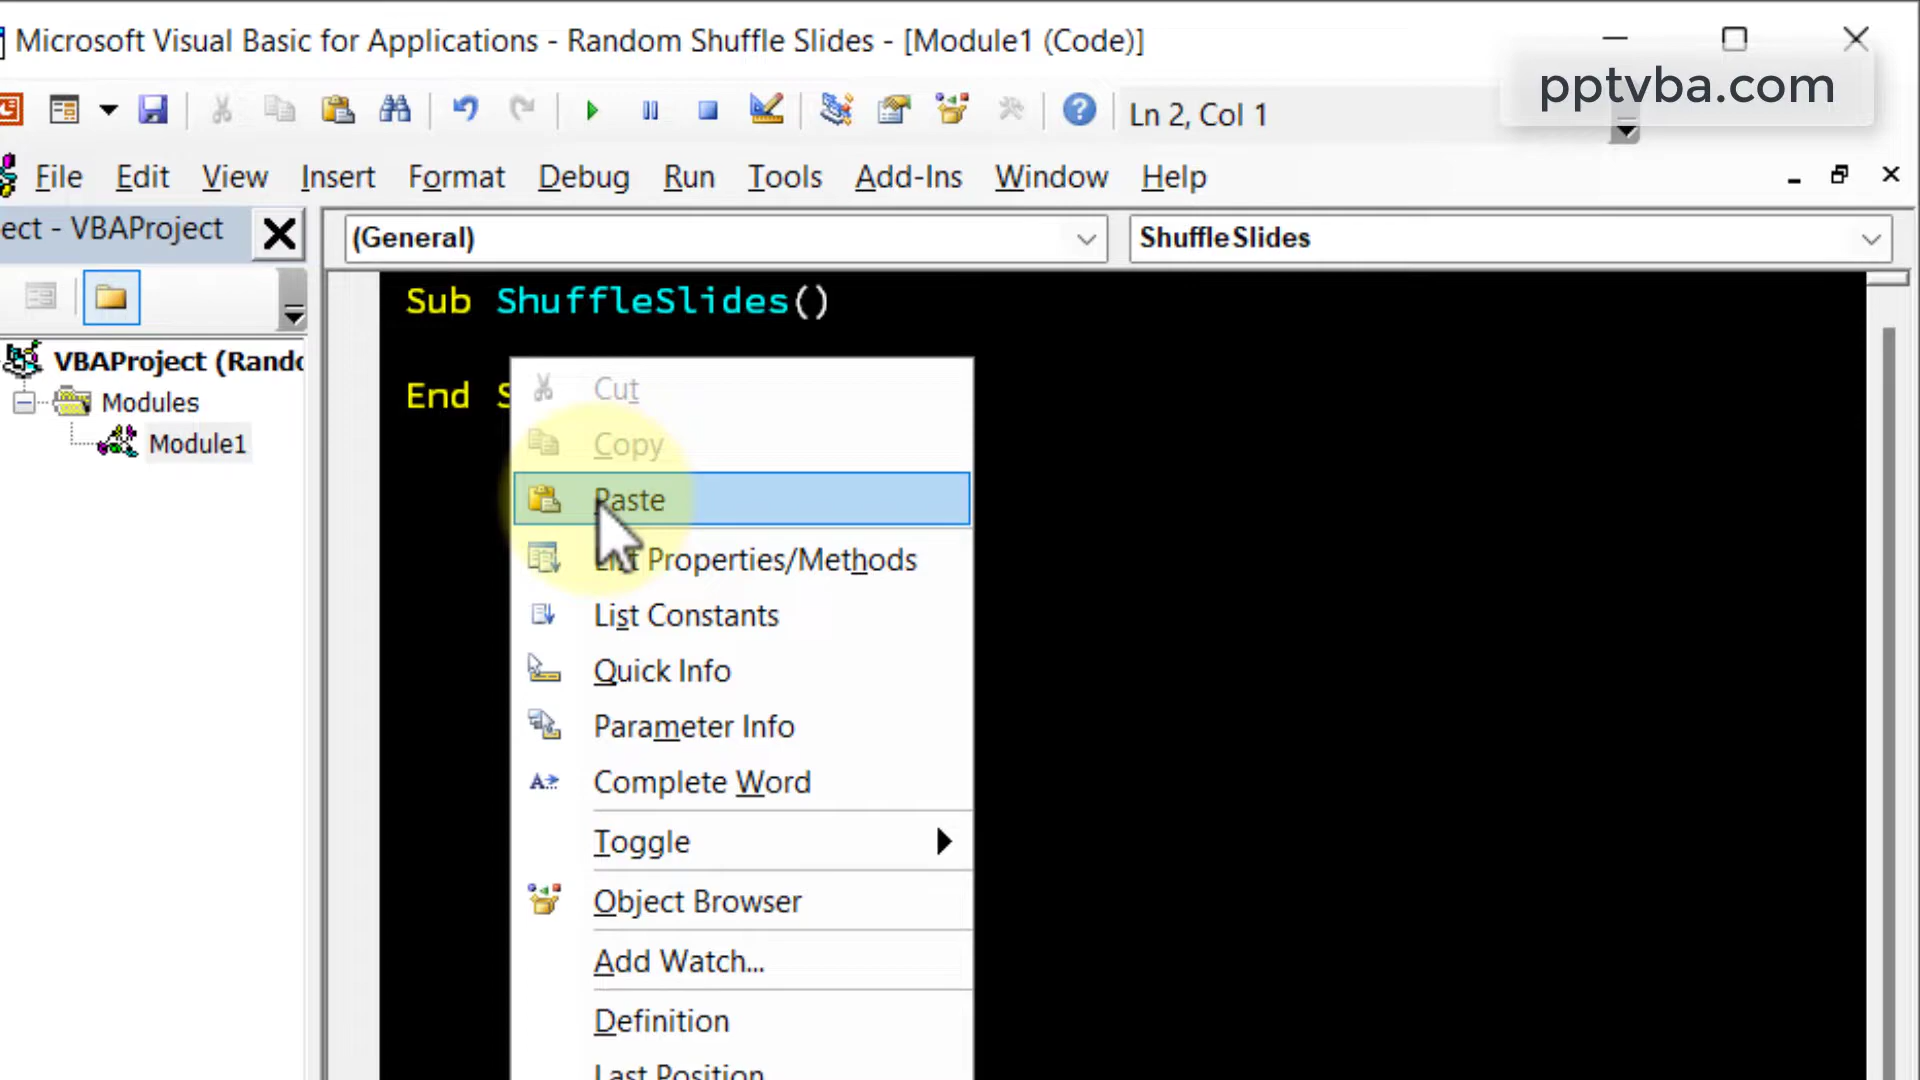 Microsoft Visual Basic for Applications - Random Shuffle Slides - [Module1 (Code)]
pptvba.com
Ln 2, Col 1
File Edit View Insert Format Debug Run Tools Add-Ins Window Help
ect - VBAProject
(General)
ShuffleSlides
Sub ShuffleSlides()
VBAProject (Rando
Modules
Module1
End S
Cut
Copy
Paste
List Properties/Methods
List Constants
Quick Info
Parameter Info
Complete Word
Toggle
Object Browser
Add Watch...
Definition
Last Position